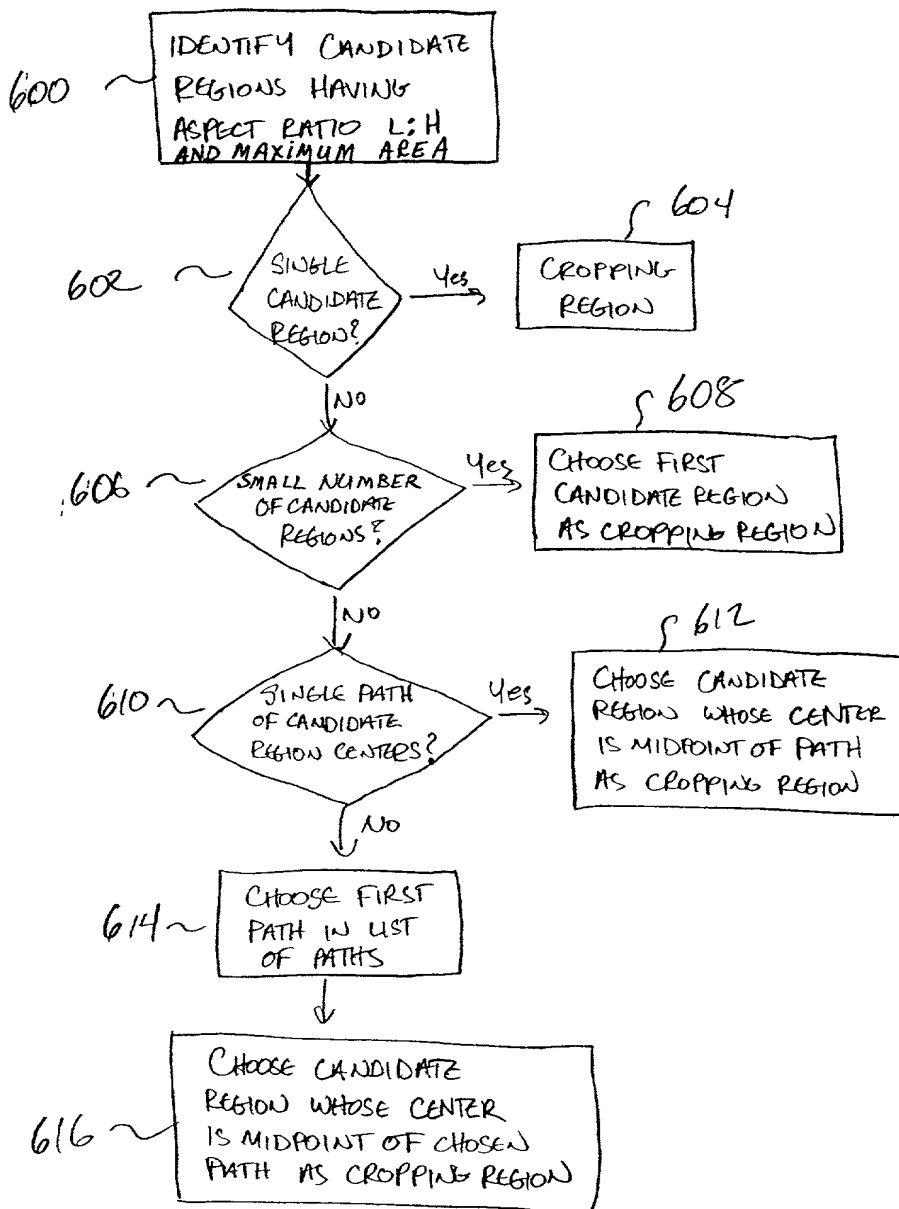 IDENTIFY CANDIDATE
REGIONS HAVING
ASPECT RATIO L:H
AND MAXIMUM AREA
600
604
602
SINGLE
CANDIDATE
REGION?
Yes
CROPPING
REGION
NO
608
606
SMALL NUMBER
OF CANDIDATE
REGIONS?
Yes
CHOOSE FIRST
CANDIDATE REGION
AS CROPPING REGION
NO
612
610
SINGLE PATH
OF CANDIDATE
REGION CENTERS?
Yes
CHOOSE CANDIDATE
REGION WHOSE CENTER
IS MIDPOINT OF PATH
AS CROPPING REGION
NO
614
CHOOSE FIRST
PATH IN LIST
OF PATHS
616
CHOOSE CANDIDATE
REGION WHOSE CENTER
IS MIDPOINT OF CHOSEN
PATH AS CROPPING REGION